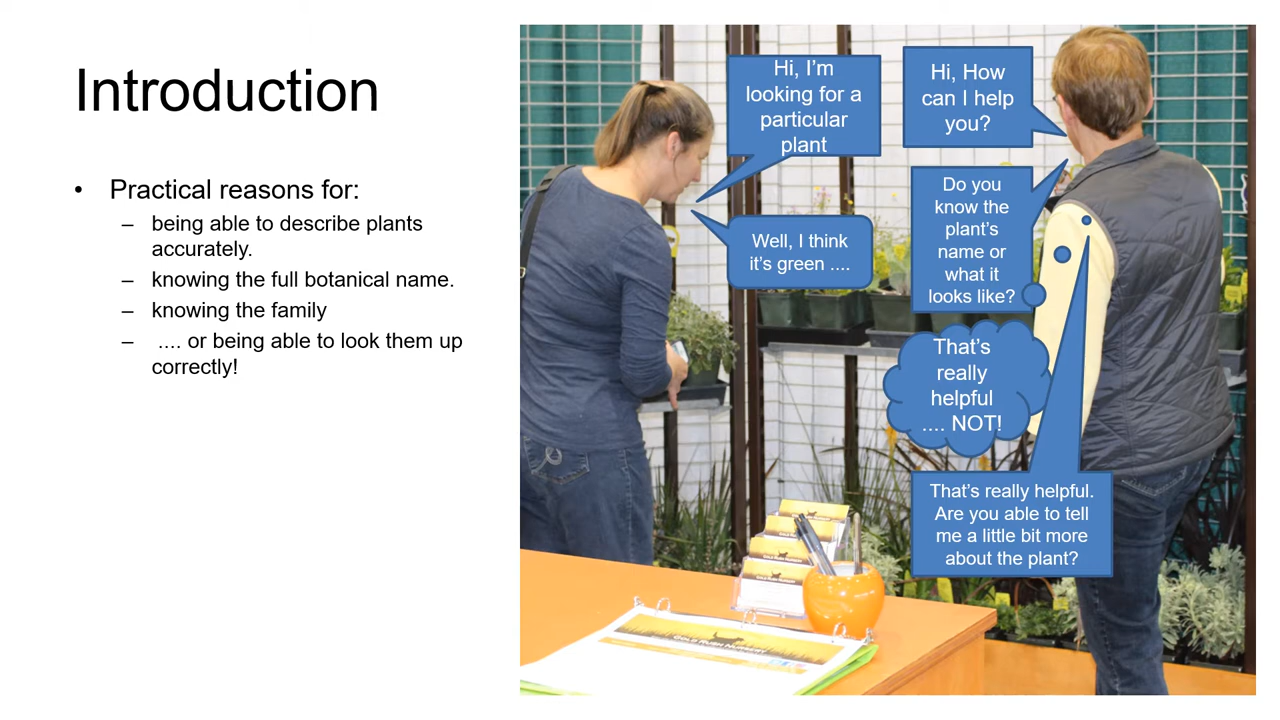 Introduction
• Practical reasons for:
– being able to describe plants
accurately.
– knowing the full botanical name.
– knowing the family
– .... or being able to look them up
correctly!
Hi, I’m
looking for a
particular
plant
Hi, How
can I help
you?
Do you
know the
plant’s
name or
what it
looks like?
Well, I think
it’s green ....
That’s
really
helpful
.... NOT!
That’s really helpful.
Are you able to tell
me a little bit more
about the plant?